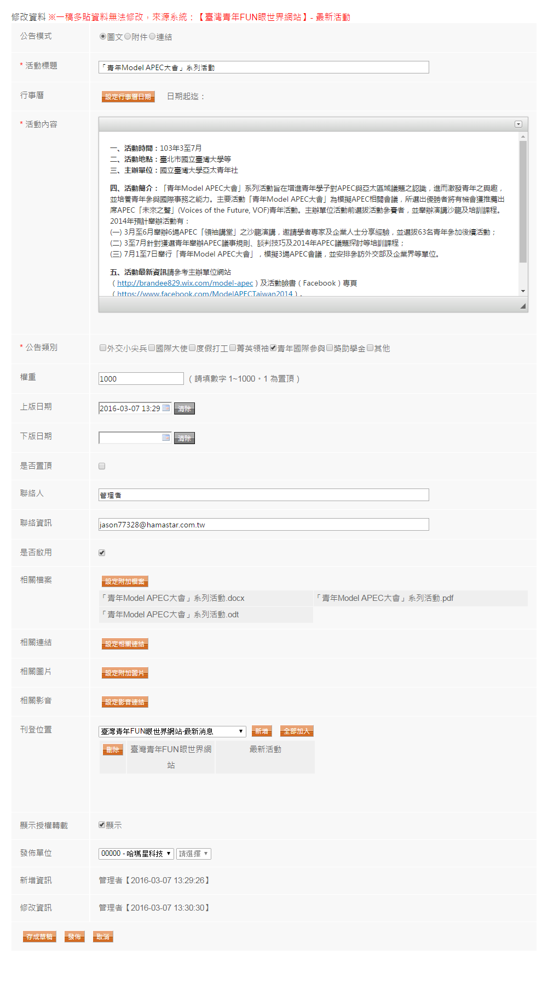 修改資料 ※一稿多貼資料無法修改，來源系統：【臺灣青年FUN眼世界網站】- 最新活動
公告模式 圖文 附件 連結
* 活動標題 「青年Model APEC大會」系列活動
行事曆 設定行事曆日期 日期起迄：
* 活動內容
一、活動時間：103年3至7月
二、活動地點：臺北市國立臺灣大學等
三、主辦單位：國立臺灣大學亞太青年社
四、活動簡介：「青年Model APEC大會」系列活動旨在增進青年學子對APEC與亞太區域議題之認識，進而激發青年之興趣，
並培養青年參與國際事務之能力。主要活動「青年Model APEC大會」為模擬APEC相關會議，所選出優勝者將有機會獲推薦出
席APEC「未來之聲」(Voices of the Future, VOF)青年活動。主辦單位活動前選拔活動參賽者，並舉辦演講沙龍及培訓課程。
2014年預計舉辦活動有：
(一) 3月至6月舉辦6場APEC「領袖講堂」之沙龍演講，邀請學者專家及企業人士分享經驗，並選拔63名青年參加後續活動；
(二) 3至7月針對獲選青年舉辦APEC議事規則、談判技巧及2014年APEC議題探討等培訓課程；
(三) 7月1至7日舉行「青年Model APEC大會」，模擬3場APEC會議，並安排參訪外交部及企業界等單位。
五、活動最新資訊請參考主辦單位網站
（http://brandee829.wix.com/model-apec）及活動臉書（Facebook）專頁
（https://www.facebook.com/ModelAPECTaiwan2014）。
* 公告類別 外交小尖兵 國際大使 度假打工 菁英領袖 青年國際參與 獎助學金 其他
權重 1000 （請填數字 1~1000。1 為置頂）
上版日期 2016-03-07 13:29 清除
下版日期 清除
是否置頂
聯絡人 管理者
聯絡資訊 jason77328@hamastar.com.tw
是否啟用
相關檔案 設定附加檔案
「青年Model APEC大會」系列活動.docx 「青年Model APEC大會」系列活動.pdf
「青年Model APEC大會」系列活動.odt
相關連結 設定相關連結
相關圖片 設定附加圖片
相關影音 設定影音連結
刊登位置 臺灣青年FUN眼世界網站-最新消息 新增 全部加入
刪除 臺灣青年FUN眼世界網 最新活動
站
顯示授權轉載 顯示
發佈單位 00000 - 哈瑪星科技 請選擇
新增資訊 管理者【2016-03-07 13:29:26】
修改資訊 管理者【2016-03-07 13:30:30】
存成草稿 發佈 取消